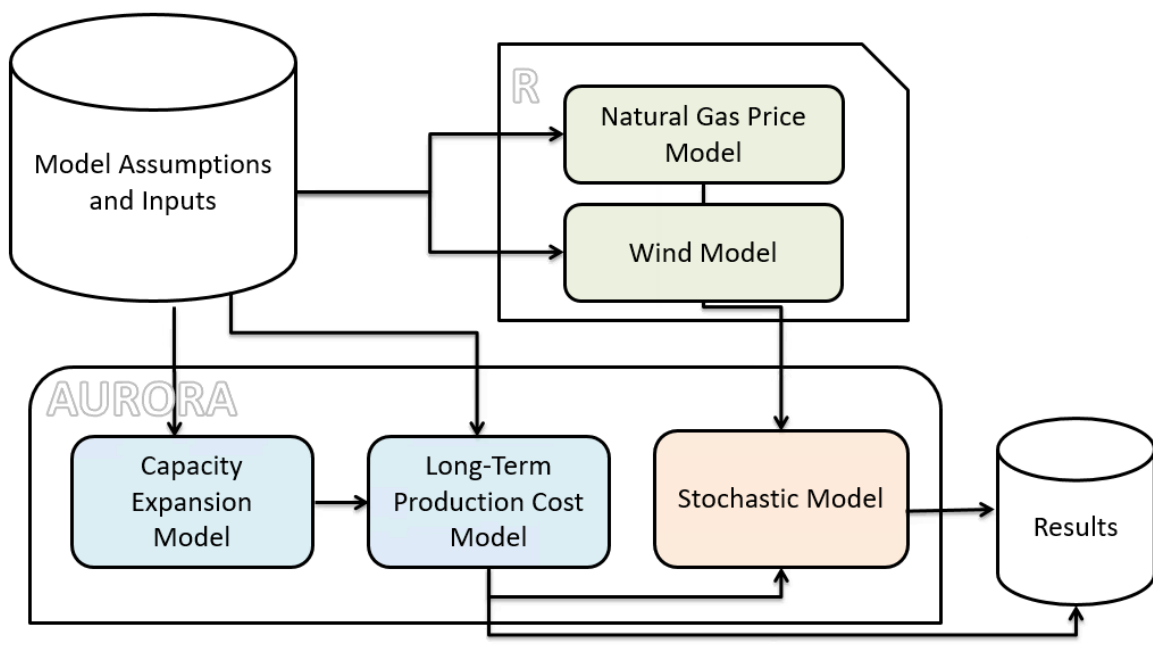 R
Natural Gas Price
Model
Model Assumptions
and Inputs
Wind Model
AURORA
Capacity
Expansion
Model
Long-Term
Production Cost
Model
Stochastic Model
Results